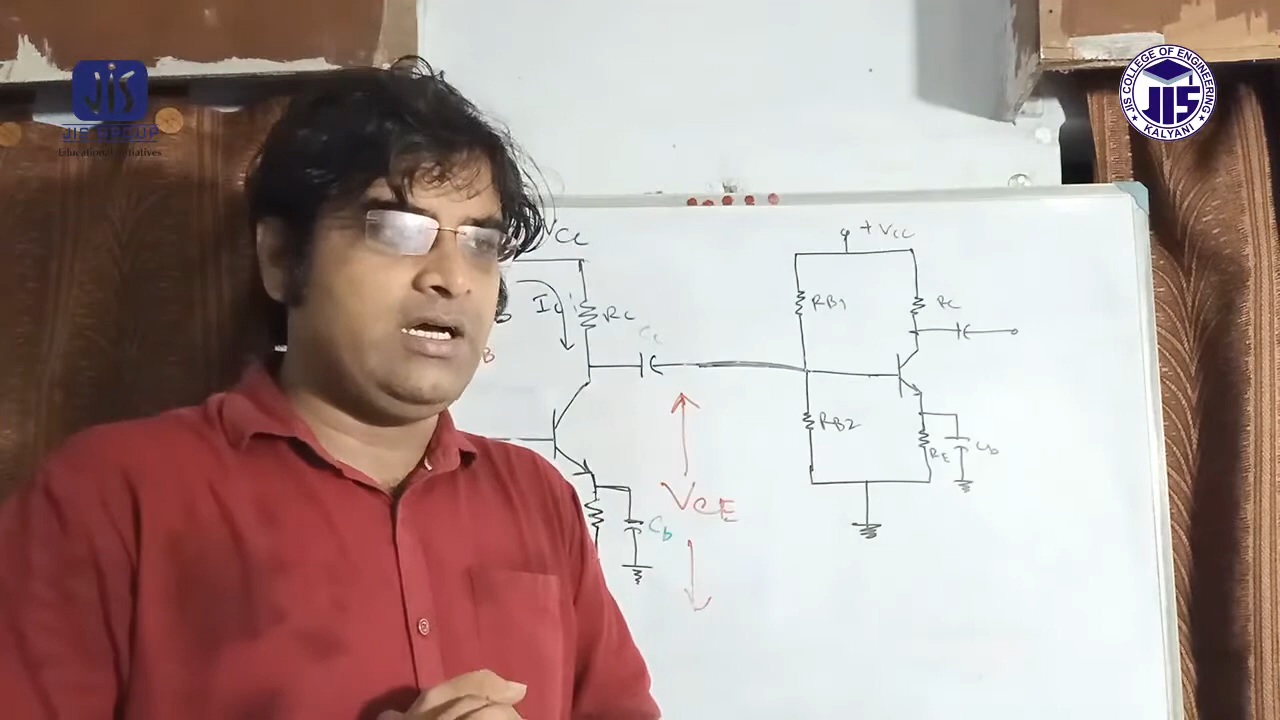 JIS
JIS GROUP
Educational Initiatives
JIS COLLEGE OF ENGINEERING
JIS
KALYANI
VCC
IC
RC
CC
B
VCE
Cb
+VCC
RB1
RC
RB2
RE
Cb